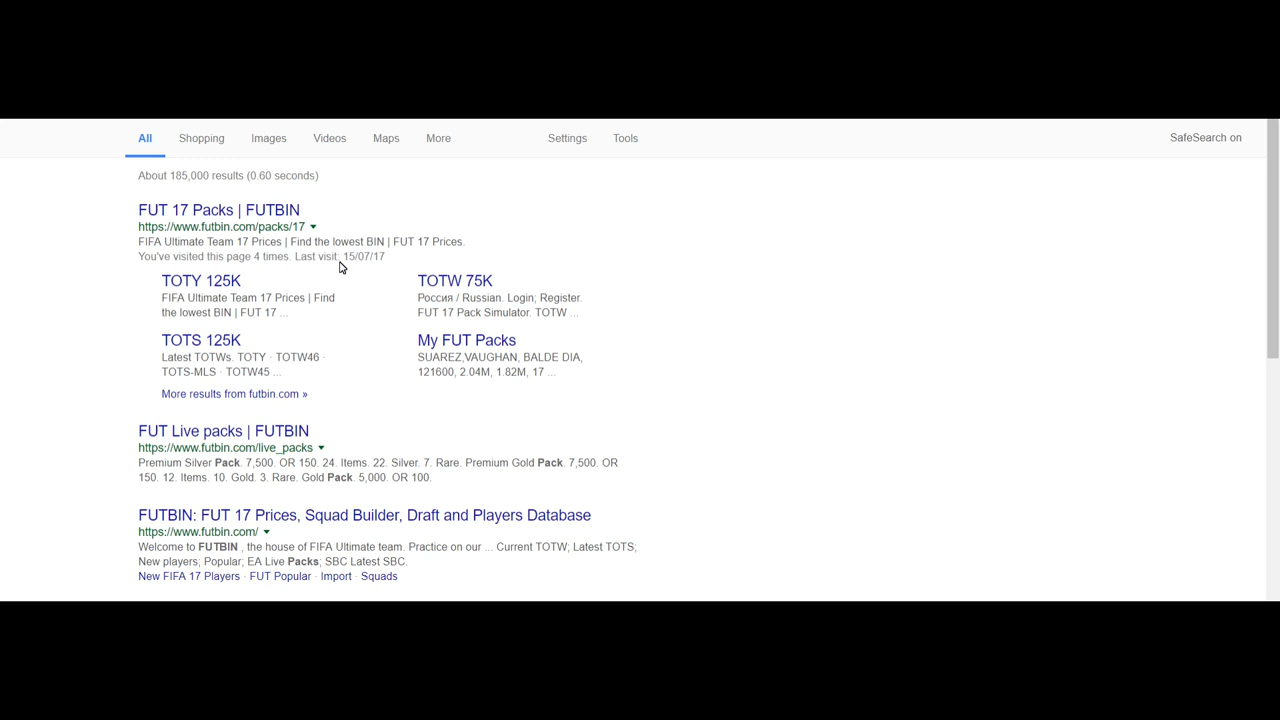 All Shopping Images Videos Maps More Settings Tools SafeSearch on
About 185,000 results (0.60 seconds)
FUT 17 Packs | FUTBIN
https://www.futbin.com/packs/17
FIFA Ultimate Team 17 Prices | Find the lowest BIN | FUT 17 Prices.
You've visited this page 4 times. Last visit: 15/07/17
TOTY 125K
FIFA Ultimate Team 17 Prices | Find
the lowest BIN | FUT 17 ...
TOTW 75K
Россия / Russian. Login; Register.
FUT 17 Pack Simulator. TOTW ...
TOTS 125K
Latest TOTWs. TOTY · TOTW46 ·
TOTS-MLS · TOTW45 ...
My FUT Packs
SUAREZ,VAUGHAN, BALDE DIA,
121600, 2.04M, 1.82M, 17 ...
More results from futbin.com »
FUT Live packs | FUTBIN
https://www.futbin.com/live_packs
Premium Silver Pack. 7,500. OR 150. 24. Items. 22. Silver. 7. Rare. Premium Gold Pack. 7,500. OR
150. 12. Items. 10. Gold. 3. Rare. Gold Pack. 5,000. OR 100.
FUTBIN: FUT 17 Prices, Squad Builder, Draft and Players Database
https://www.futbin.com/
Welcome to FUTBIN , the house of FIFA Ultimate team. Practice on our ... Current TOTW; Latest TOTS;
New players; Popular; EA Live Packs; SBC Latest SBC.
New FIFA 17 Players · FUT Popular · Import · Squads